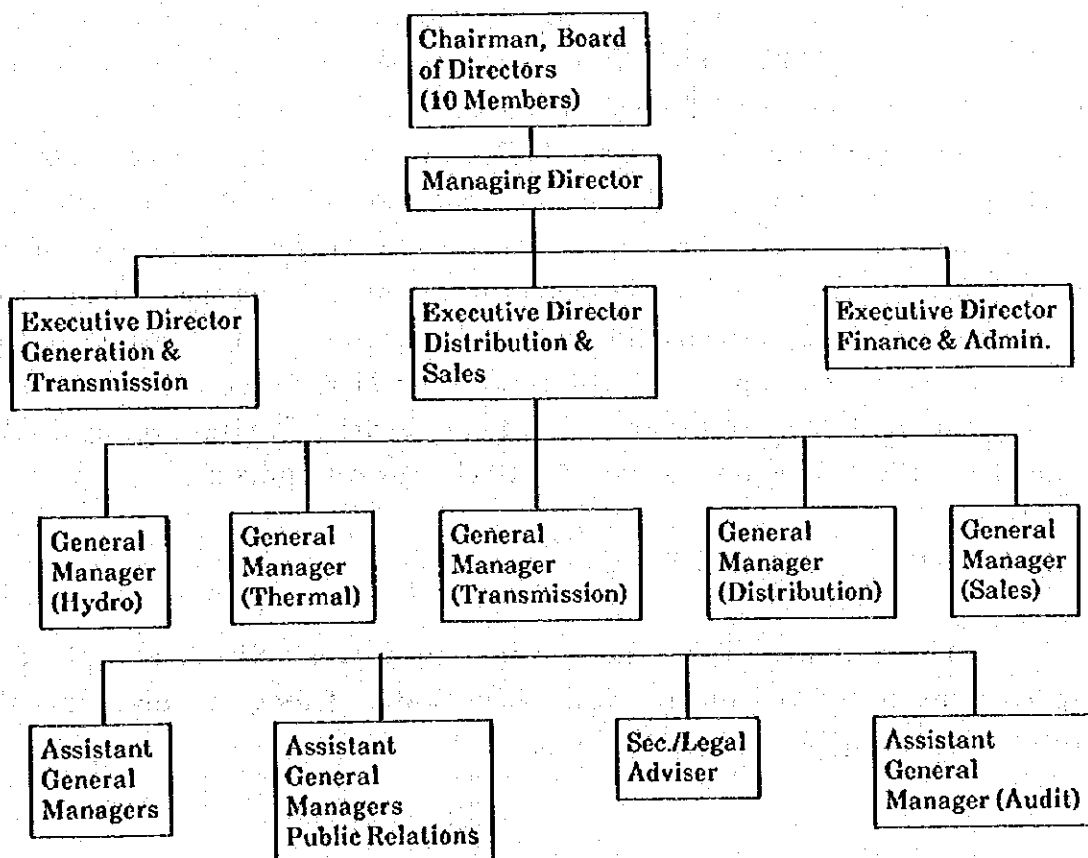 Chairman, Board
of Directors
(10 Members)
Managing Director
Executive Director
Generation &
Transmission
Executive Director
Distribution &
Sales
Executive Director
Finance & Admin.
General
Manager
(Hydro)
General
Manager
(Thermal)
General
Manager
(Transmission)
General
Manager
(Distribution)
General
Manager
(Sales)
Assistant
General
Managers
Assistant
General
Managers
Public Relations
Sec./Legal
Adviser
Assistant
General
Manager (Audit)